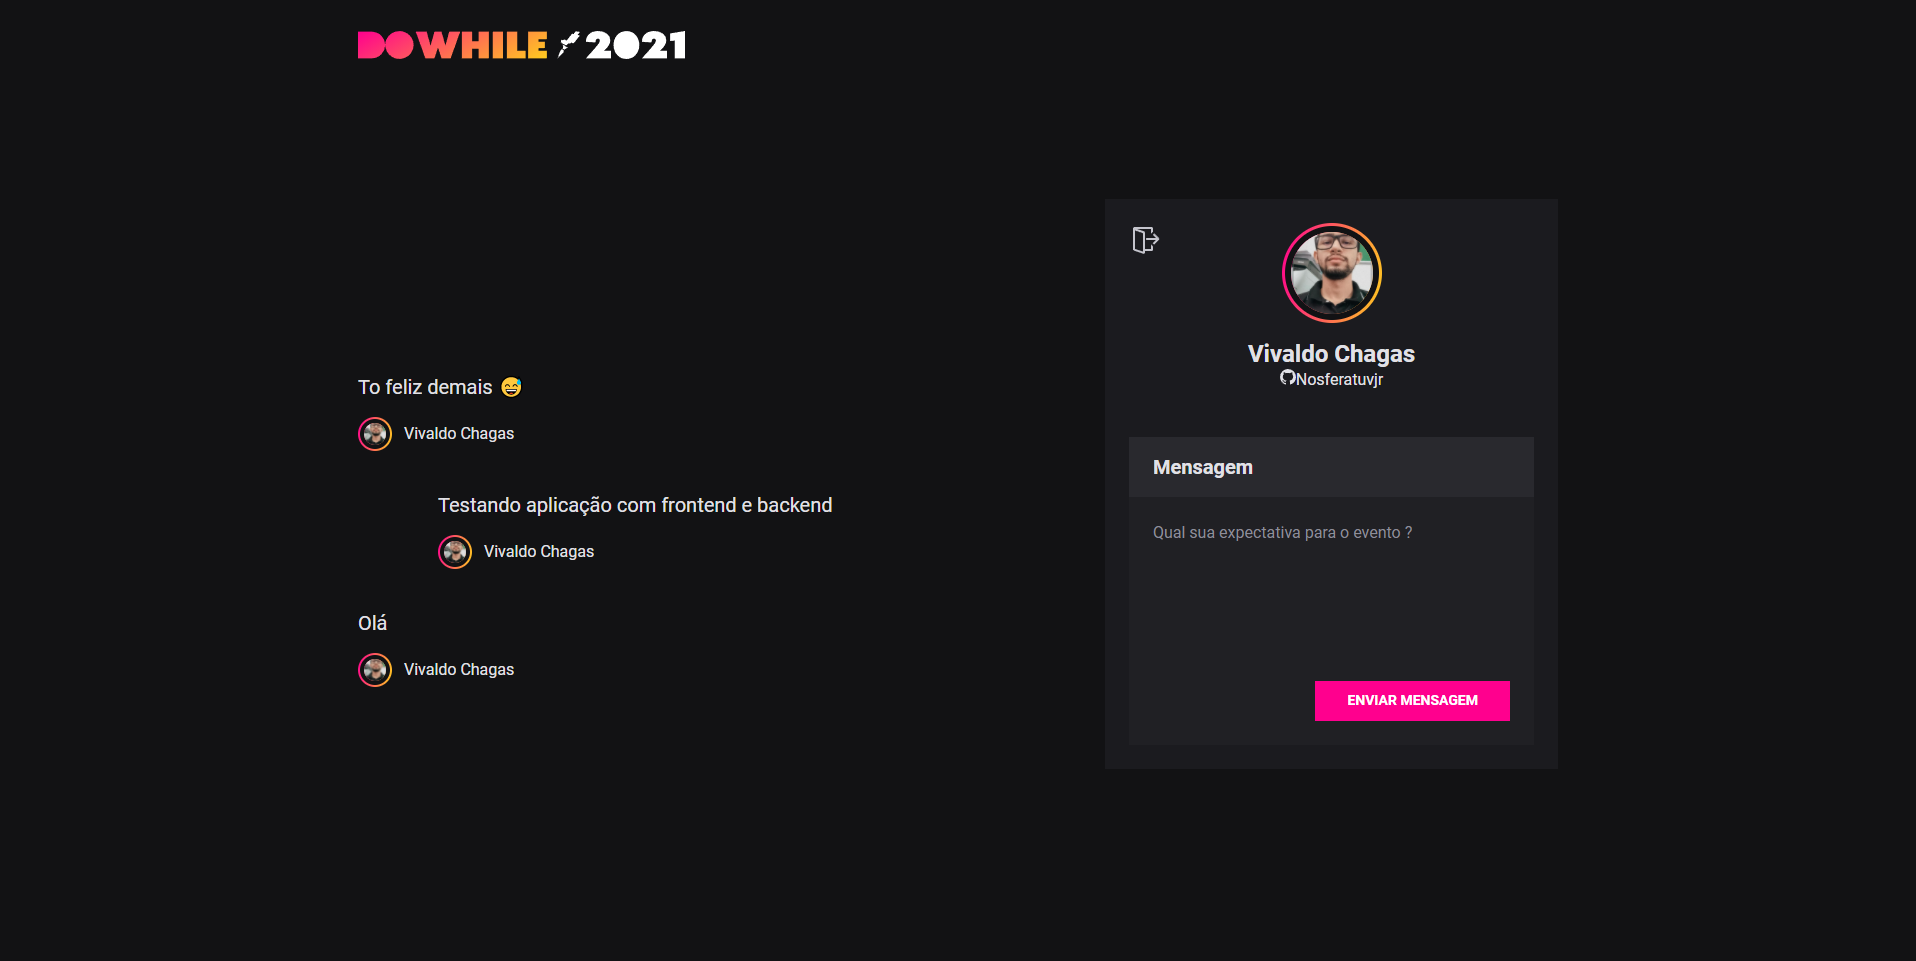 DOWHILE 2021
To feliz demais 😅
Vivaldo Chagas
Testando aplicação com frontend e backend
Vivaldo Chagas
Olá
Vivaldo Chagas
Vivaldo Chagas
Nosferatuvjr
Mensagem
Qual sua expectativa para o evento ?
ENVIAR MENSAGEM